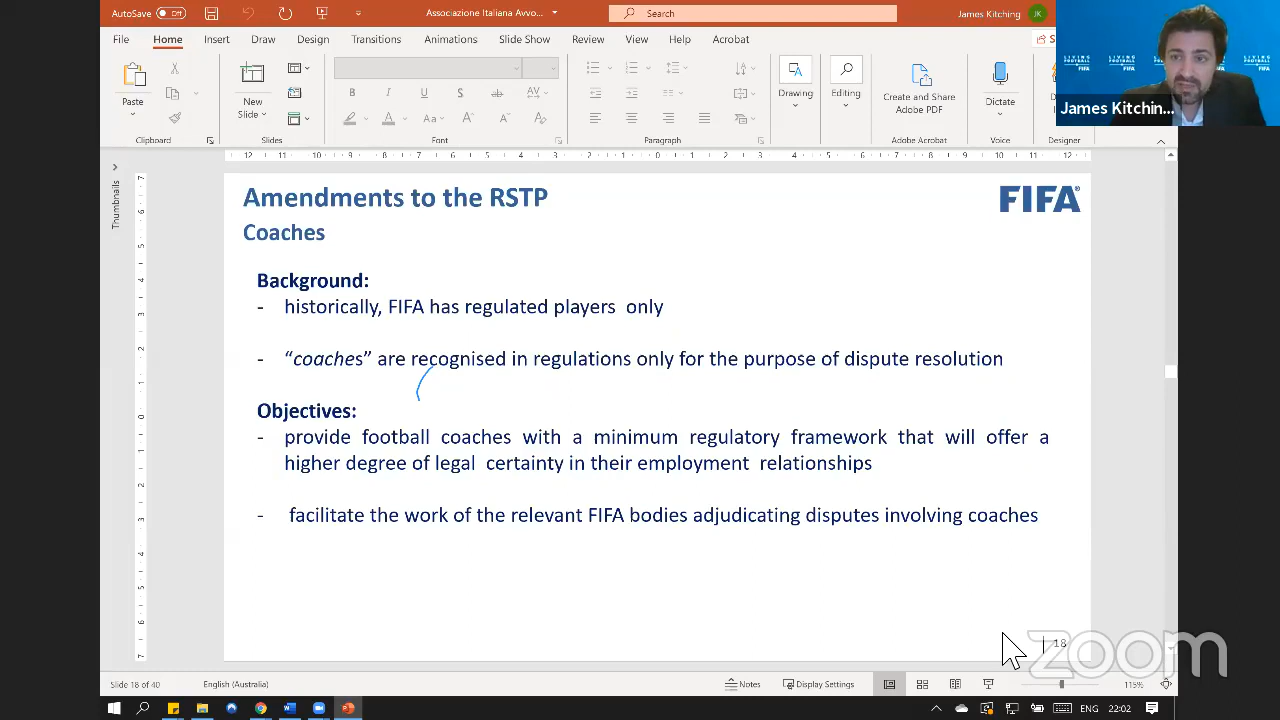 AutoSave Off
Associazione Italiana Avvo...
Search
James Kitching JK
File Home Insert Draw Design Transitions Animations Slide Show Review View Help Acrobat
Paste
New
Slide
Drawing
Editing
Create and Share
Adobe PDF
Dictate
Clipboard
Slides
Font
Paragraph
Adobe Acrobat
Voice
Designer
LIVING FOOTBALL FIFA
James Kitchin...
Thumbnails
Amendments to the RSTP
FIFA
Coaches
Background:
- historically, FIFA has regulated players only
- “coaches” are recognised in regulations only for the purpose of dispute resolution
Objectives:
- provide football coaches with a minimum regulatory framework that will offer a
higher degree of legal certainty in their employment relationships
- facilitate the work of the relevant FIFA bodies adjudicating disputes involving coaches
18
zoom
Slide 18 of 40 English (Australia) Notes Display Settings 115%
ENG 22:02